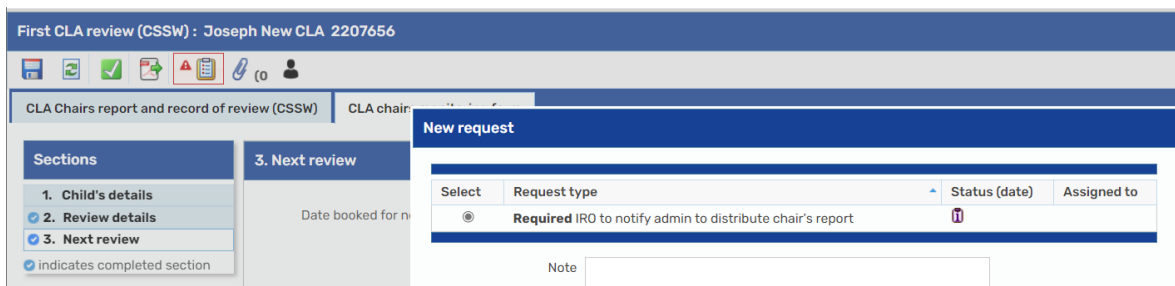 First CLA review (CSSW) : Joseph New CLA 2207656
(0
CLA Chairs report and record of review (CSSW)
CLA chair
New request
Sections
1. Child's details
2. Review details
3. Next review
indicates completed section
3. Next review
Date booked for n
Select Request type Status (date) Assigned to
Required IRO to notify admin to distribute chair's report
Note